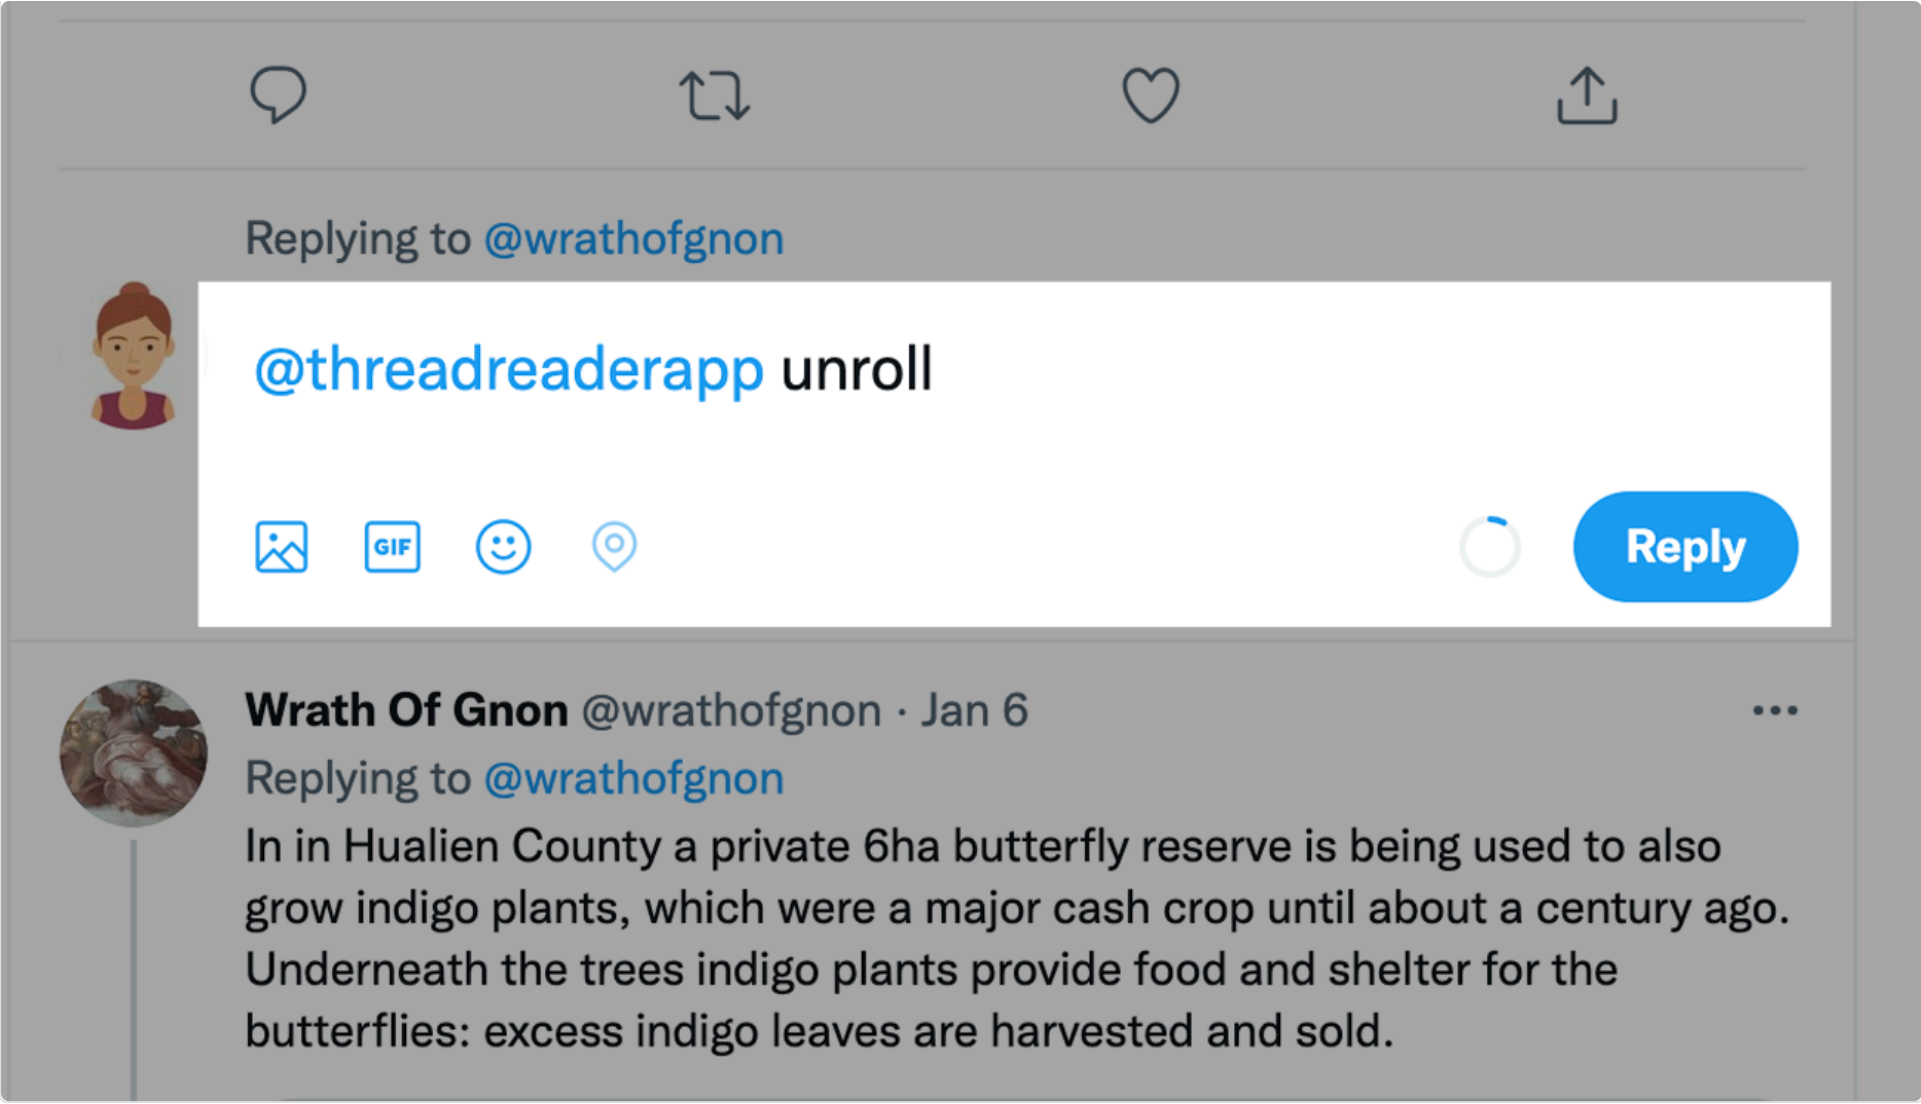 Replying to @wrathofgnon
@threadreaderapp unroll
GIF
Reply
Wrath Of Gnon @wrathofgnon · Jan 6
Replying to @wrathofgnon
In in Hualien County a private 6ha butterfly reserve is being used to also
grow indigo plants, which were a major cash crop until about a century ago.
Underneath the trees indigo plants provide food and shelter for the
butterflies: excess indigo leaves are harvested and sold.